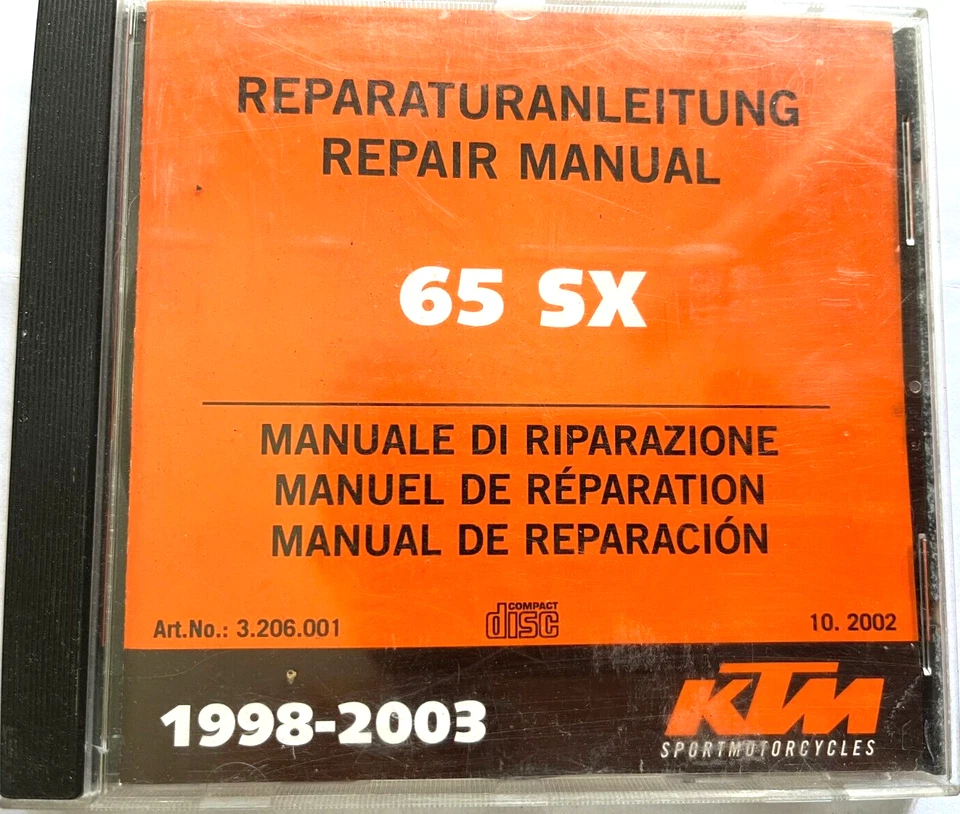 REPARATURANLEITUNG
REPAIR MANUAL
65 SX
MANUALE DI RIPARAZIONE
MANUEL DE RÉPARATION
MANUAL DE REPARACIÓN
Art.No.: 3.206.001
COMPACT
disc
10. 2002
1998-2003
KTM
SPORTMOTORCYCLES